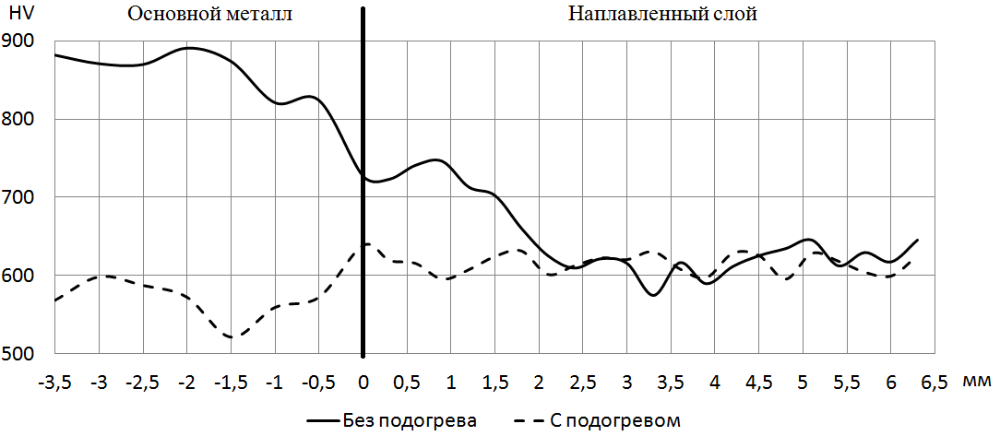 HV Основной металл Наплавленный слой
900
800
700
600
500
-3,5 -3 -2,5 -2 -1,5 -1 -0,5 0 0,5 1 1,5 2 2,5 3 3,5 4 4,5 5 5,5 6 6,5 мм
Без подогрева С подогревом